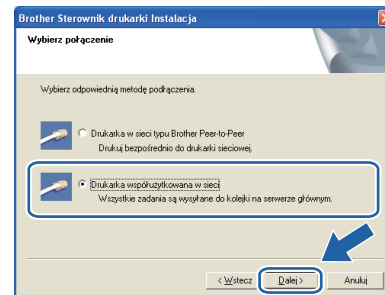 Brother Sterownik drukarki Instalacja
Wybierz połączenie
Wybierz odpowiednią metodę podłączenia.
Drukarka w sieci typu Brother Peer-to-Peer
Drukuj bezpośrednio do drukarki sieciowej.
Drukarka współużytkowana w sieci
Wszystkie zadania są wysyłane do kolejki na serwerze głównym.
< Wstecz Dalej > Anuluj